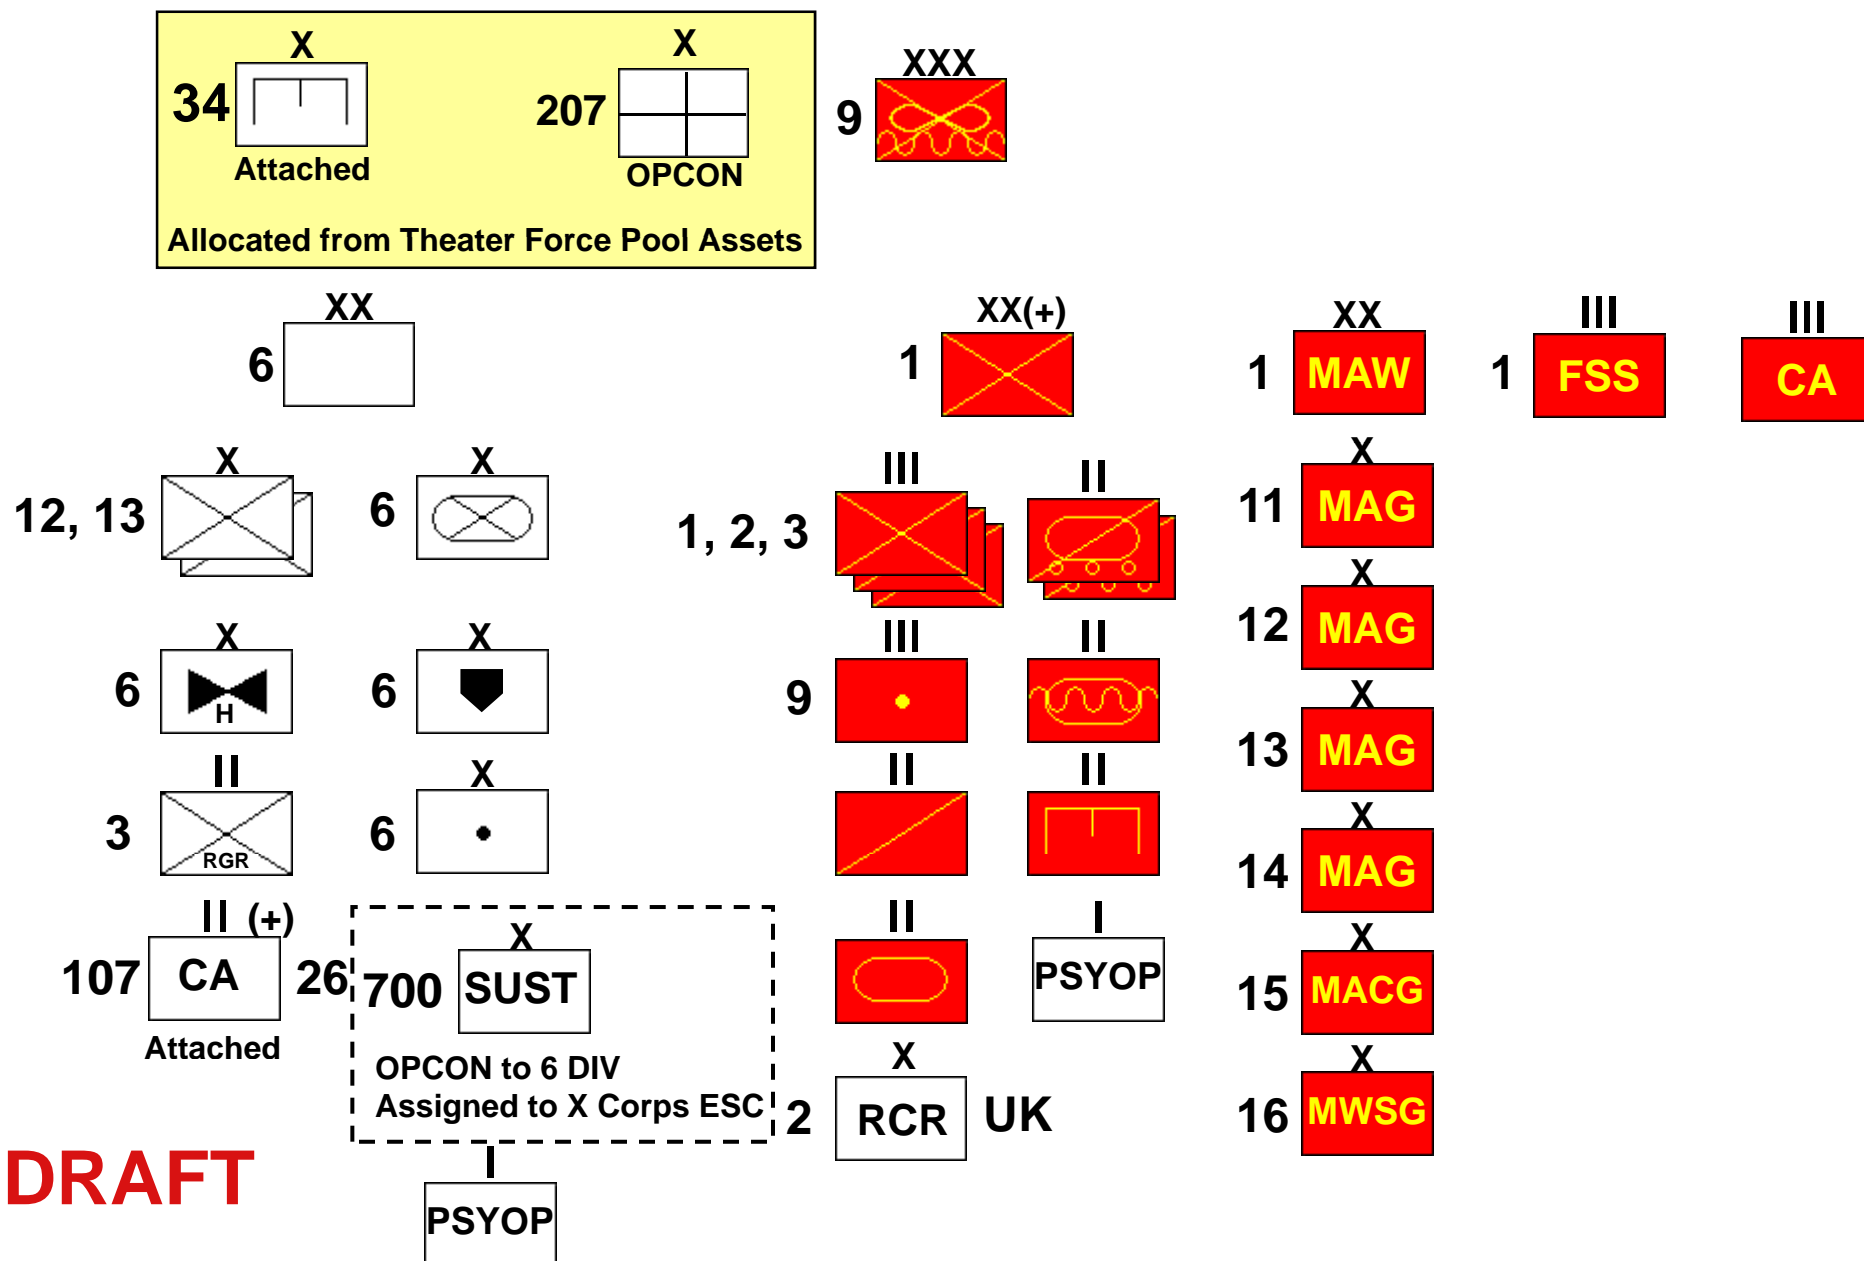 X
34
Attached
X
207
OPCON
Allocated from Theater Force Pool Assets
XXX
9
XX
6
XX(+)
1
XX
1 MAW
III
1 FSS
III
CA
X
12, 13
X
6
III
1, 2, 3
II
X
11 MAG
X
6
H
X
6
III
9
II
X
12 MAG
X
13 MAG
II
3
RGR
X
6
II
II
X
14 MAG
II (+)
107 CA
Attached
26
X
700 SUST
OPCON to 6 DIV
Assigned to X Corps ESC
II
I
PSYOP
X
15 MACG
X
2 RCR UK
X
16 MWSG
I
PSYOP
DRAFT